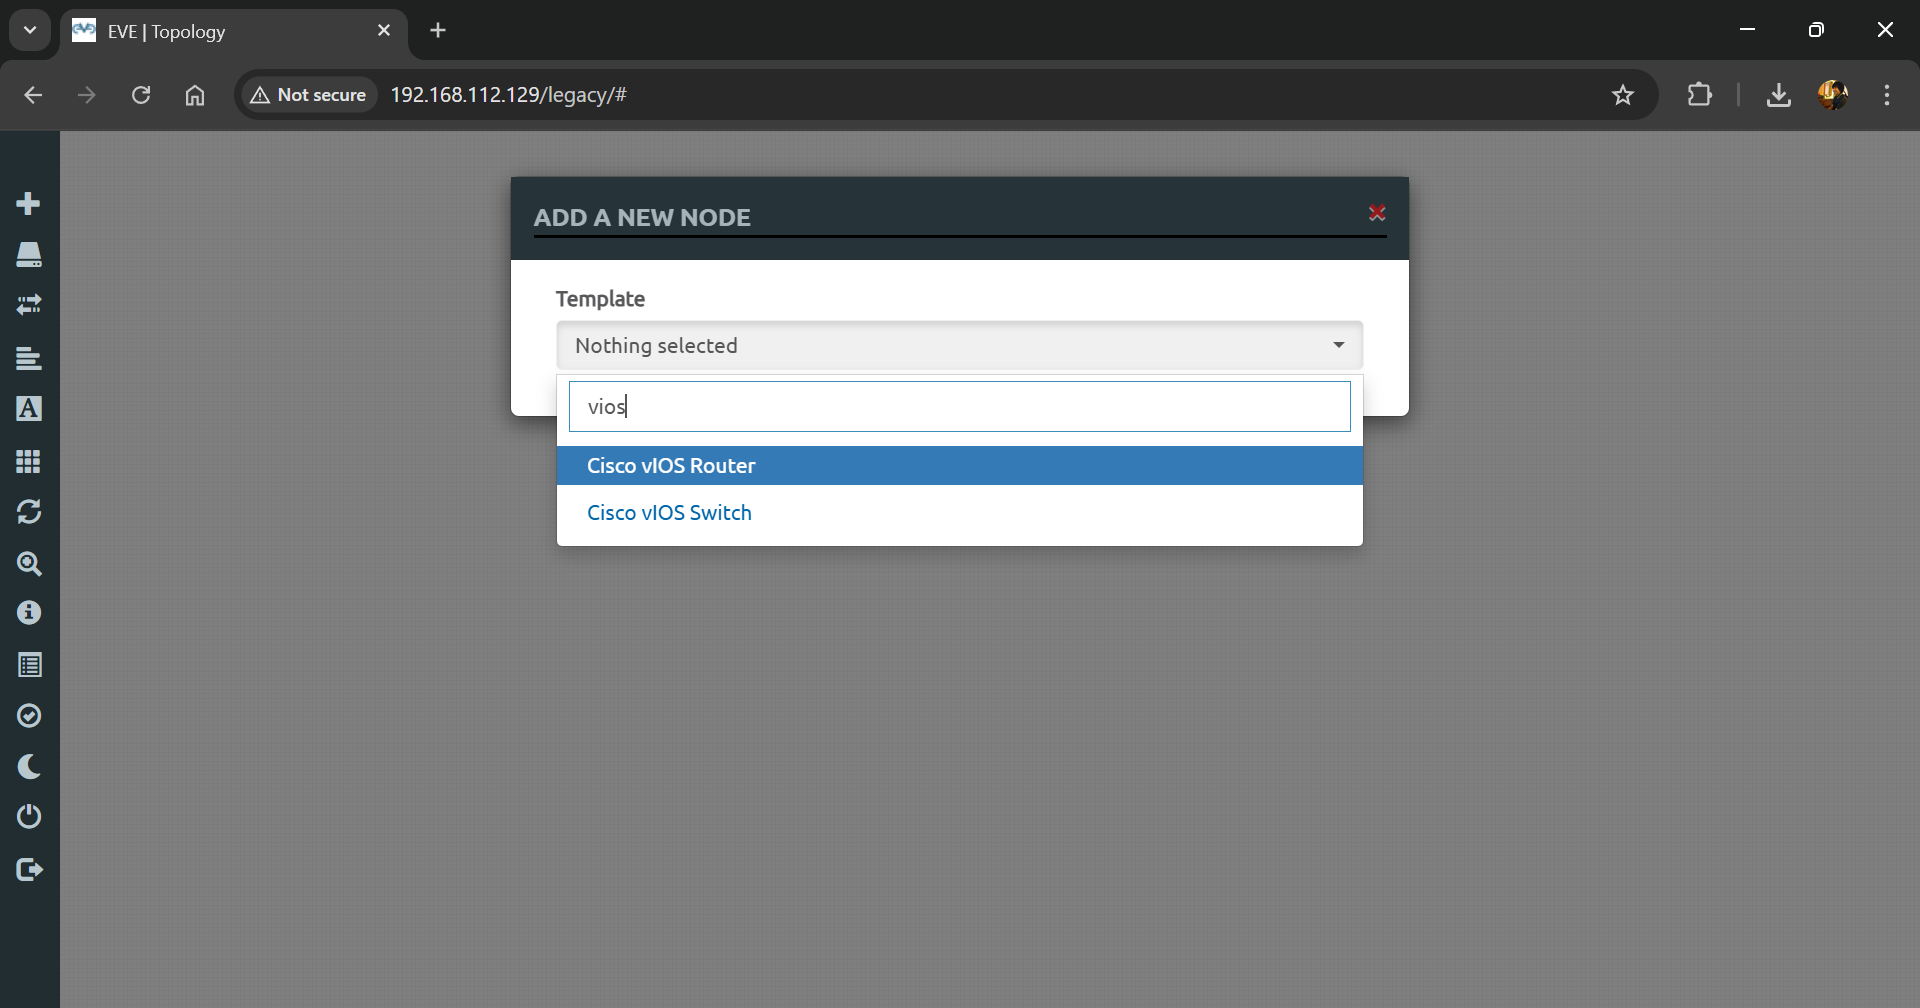 EVE | Topology
Not secure
192.168.112.129/legacy/#
ADD A NEW NODE
Template
Nothing selected
vios
Cisco vIOS Router
Cisco vIOS Switch